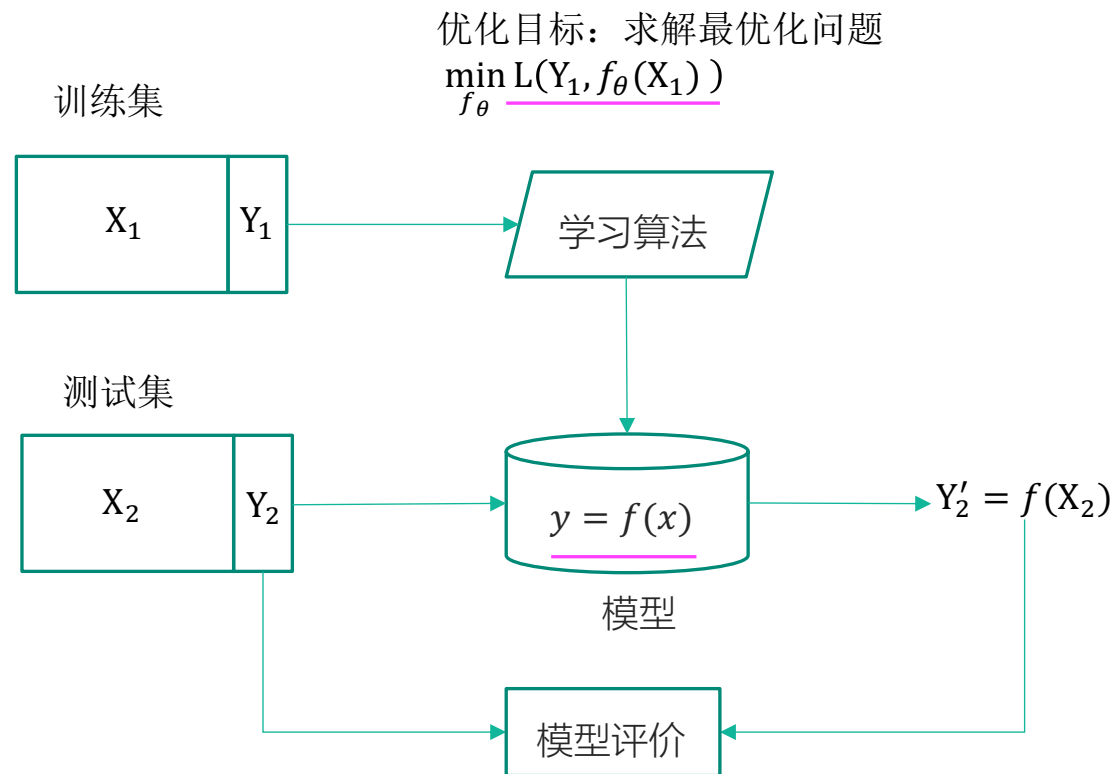 优化目标：求解最优化问题
min L(Y₁, f_θ(X₁) )
f_θ
训练集
X₁
Y₁
学习算法
测试集
X₂
Y₂
y = f(x)
Y₂′ = f(X₂)
模型
模型评价